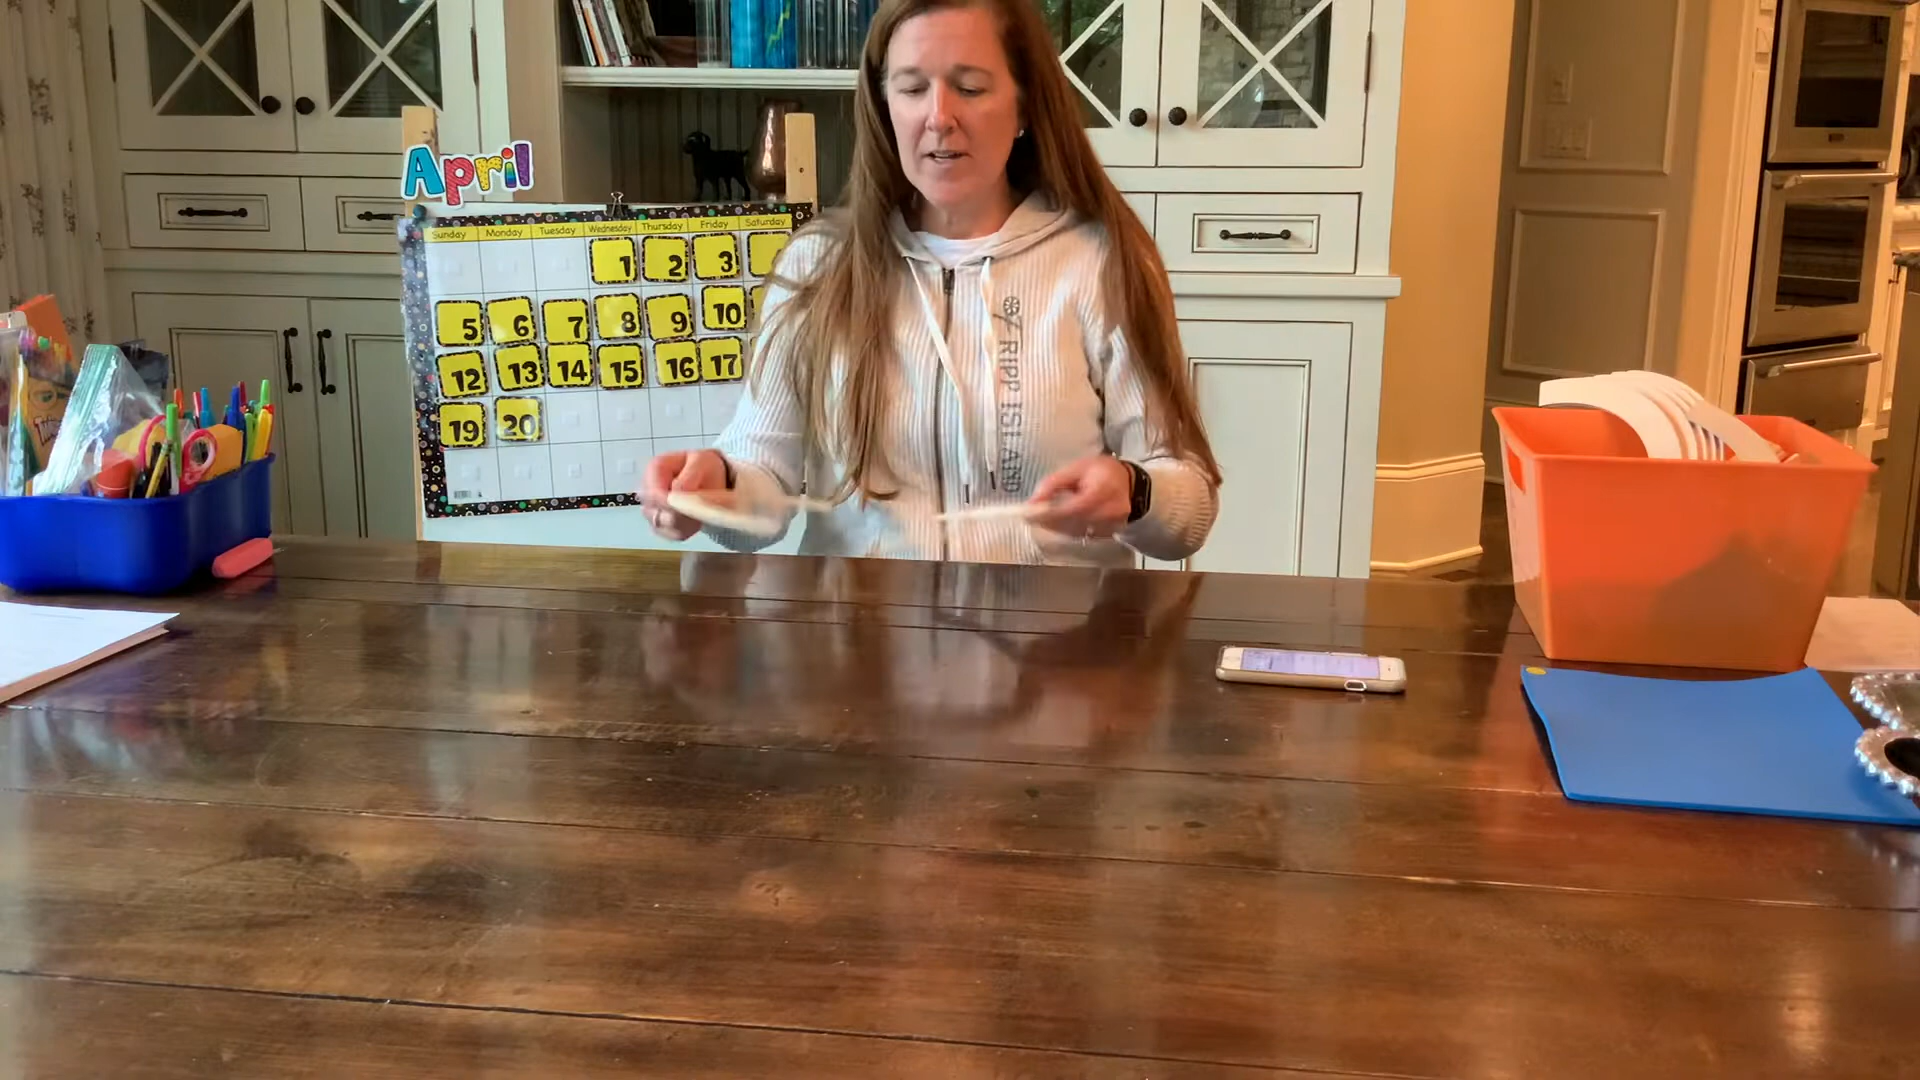 April
Sunday Monday Tuesday Wednesday Thursday Friday Saturday
1 2 3
5 6 7 8 9 10
12 13 14 15 16 17
19 20
RIPP ISLAND